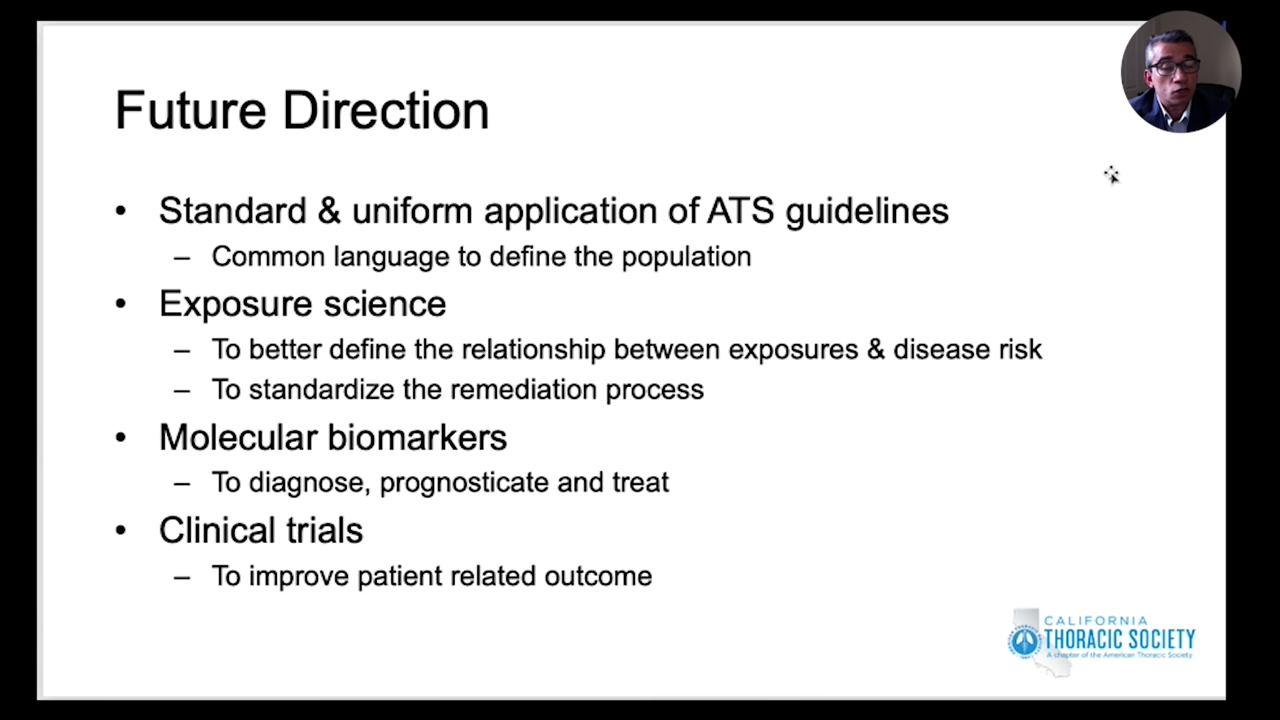 Future Direction
• Standard & uniform application of ATS guidelines
– Common language to define the population
• Exposure science
– To better define the relationship between exposures & disease risk
– To standardize the remediation process
• Molecular biomarkers
– To diagnose, prognosticate and treat
• Clinical trials
– To improve patient related outcome
CALIFORNIA
THORACIC SOCIETY
A chapter of the American Thoracic Society